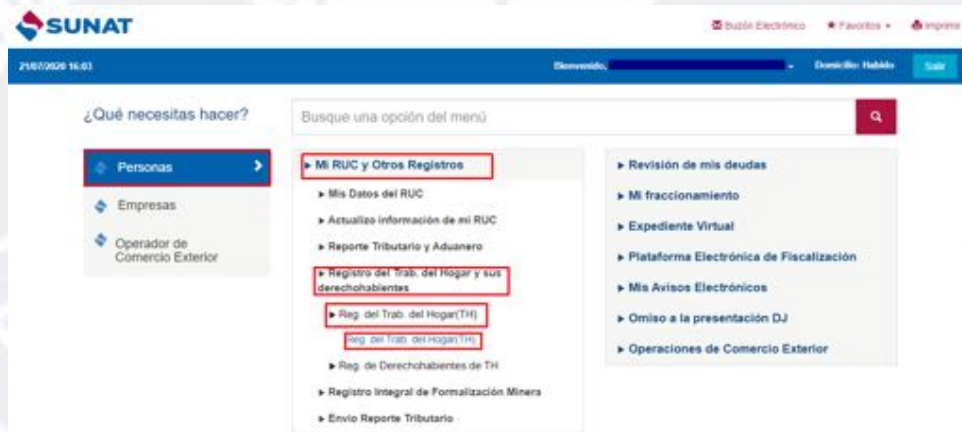 SUNAT
Buzón Electrónico
Favoritos
Imprimir
21/07/2020 16:03
Bienvenido,
Domicilio: Habido
Salir
¿Qué necesitas hacer?
Busque una opción del menú
Personas
Empresas
Operador de
Comercio Exterior
Mi RUC y Otros Registros
Mis Datos del RUC
Actualizo información de mi RUC
Reporte Tributario y Aduanero
Registro del Trab. del Hogar y sus
derechohabientes
Reg. del Trab. del Hogar(TH)
Reg. del Trab. del Hogar(TH)
Reg. de Derechohabientes de TH
Registro Integral de Formalización Minera
Envio Reporte Tributario
Revisión de mis deudas
Mi fraccionamiento
Expediente Virtual
Plataforma Electrónica de Fiscalización
Mis Avisos Electrónicos
Omiso a la presentación DJ
Operaciones de Comercio Exterior